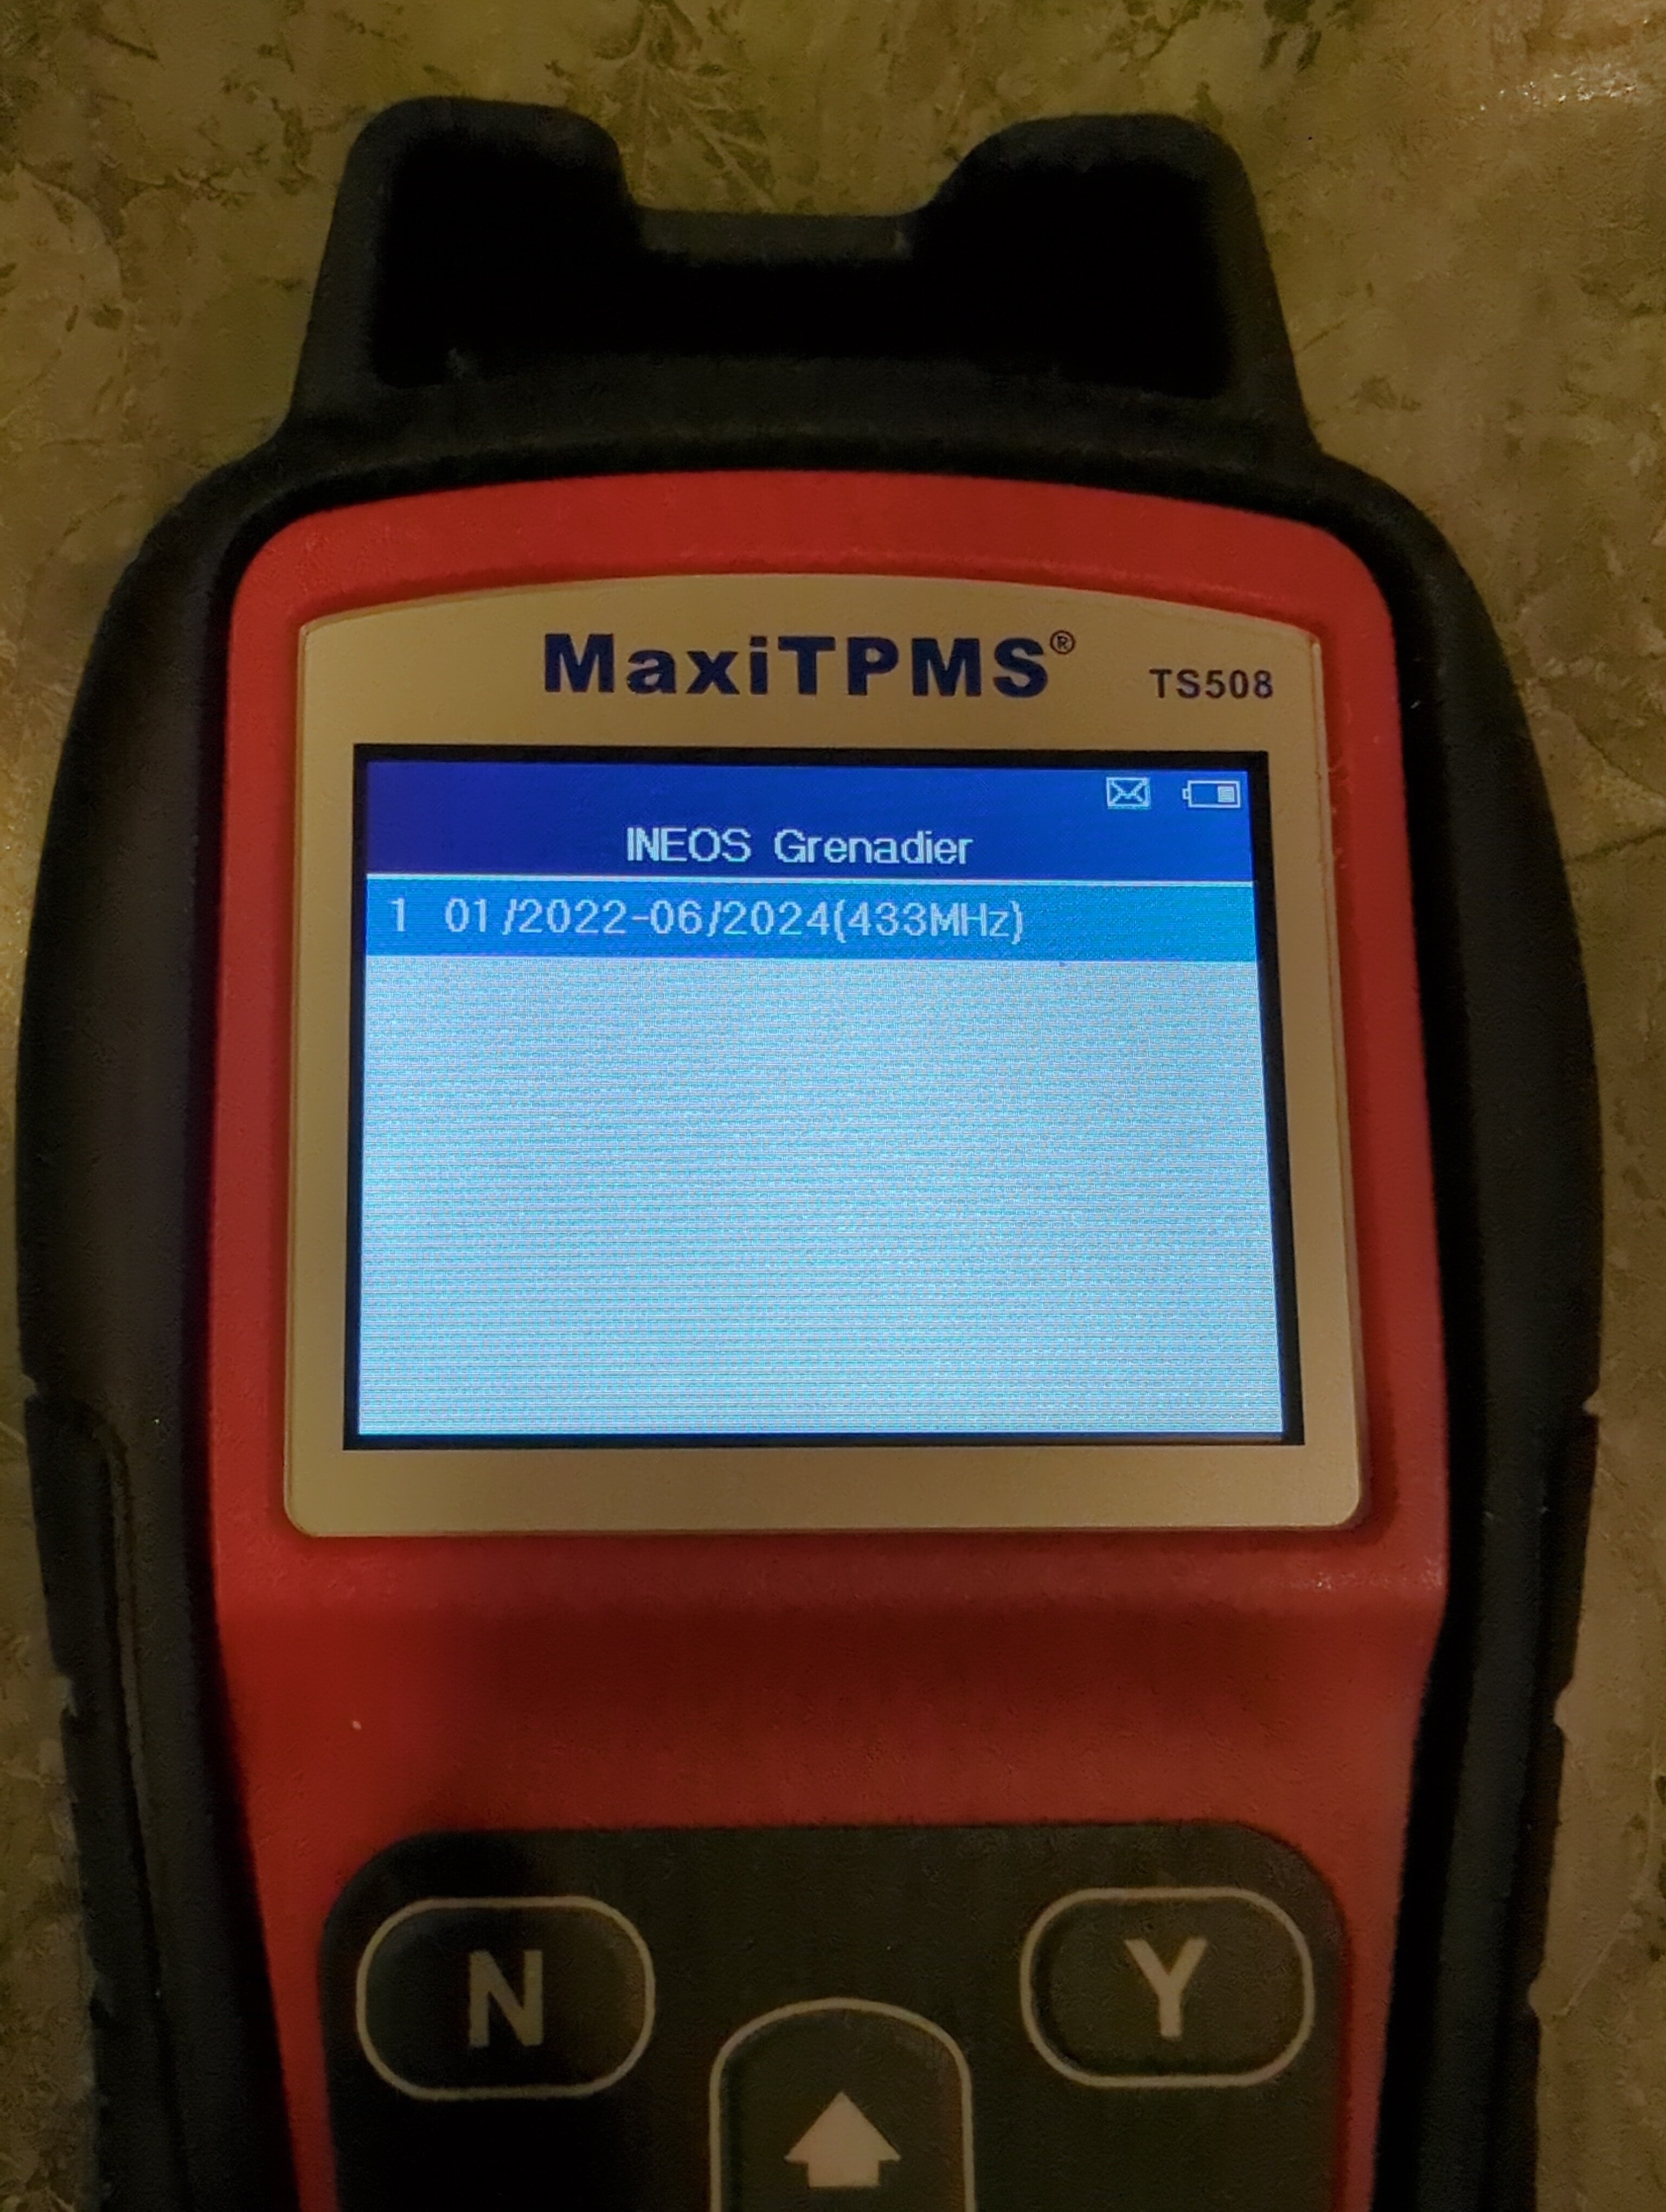 MaxiTPMS® TS508
INEOS Grenadier
1 01/2022-06/2024(433MHz)
N Y